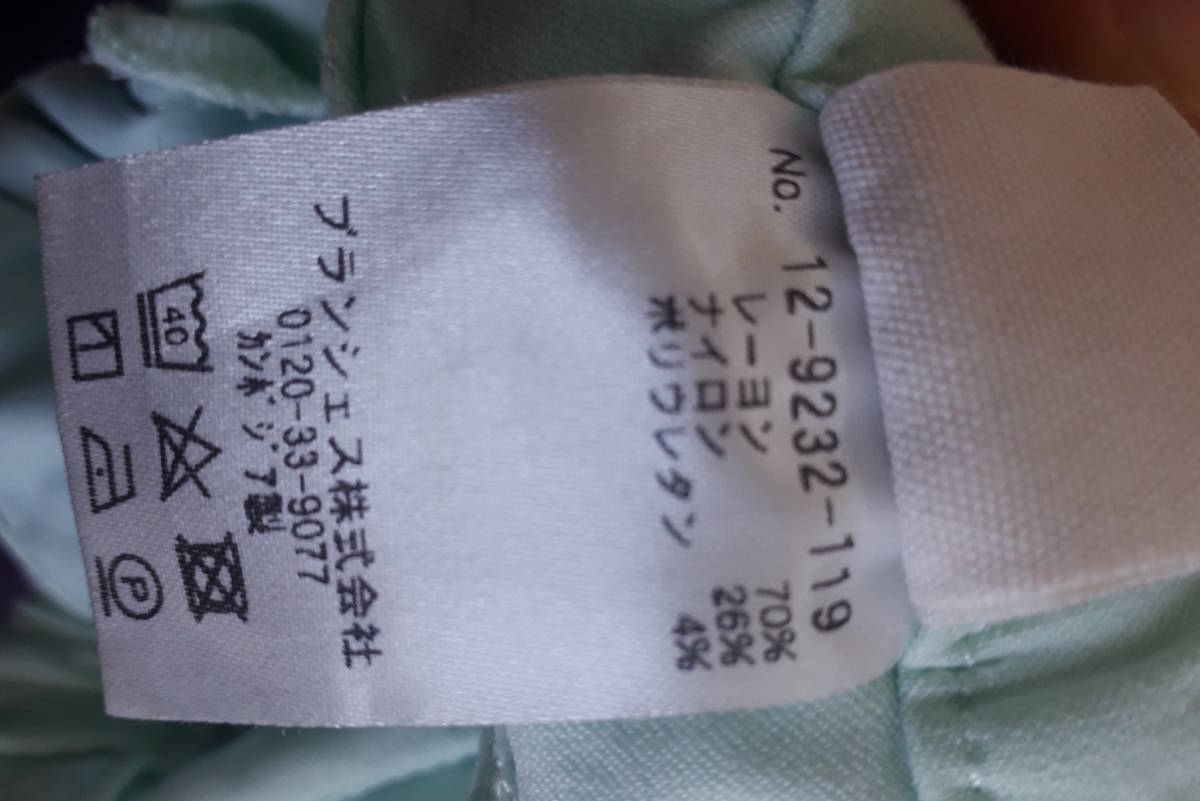 No. 12-9232-119
レーヨン 70%
ナイロン 26%
ポリウレタン 4%
ブランシェス株式会社
0120-33-9077
ｶﾝﾎﾞｼﾞｱ製
40
P